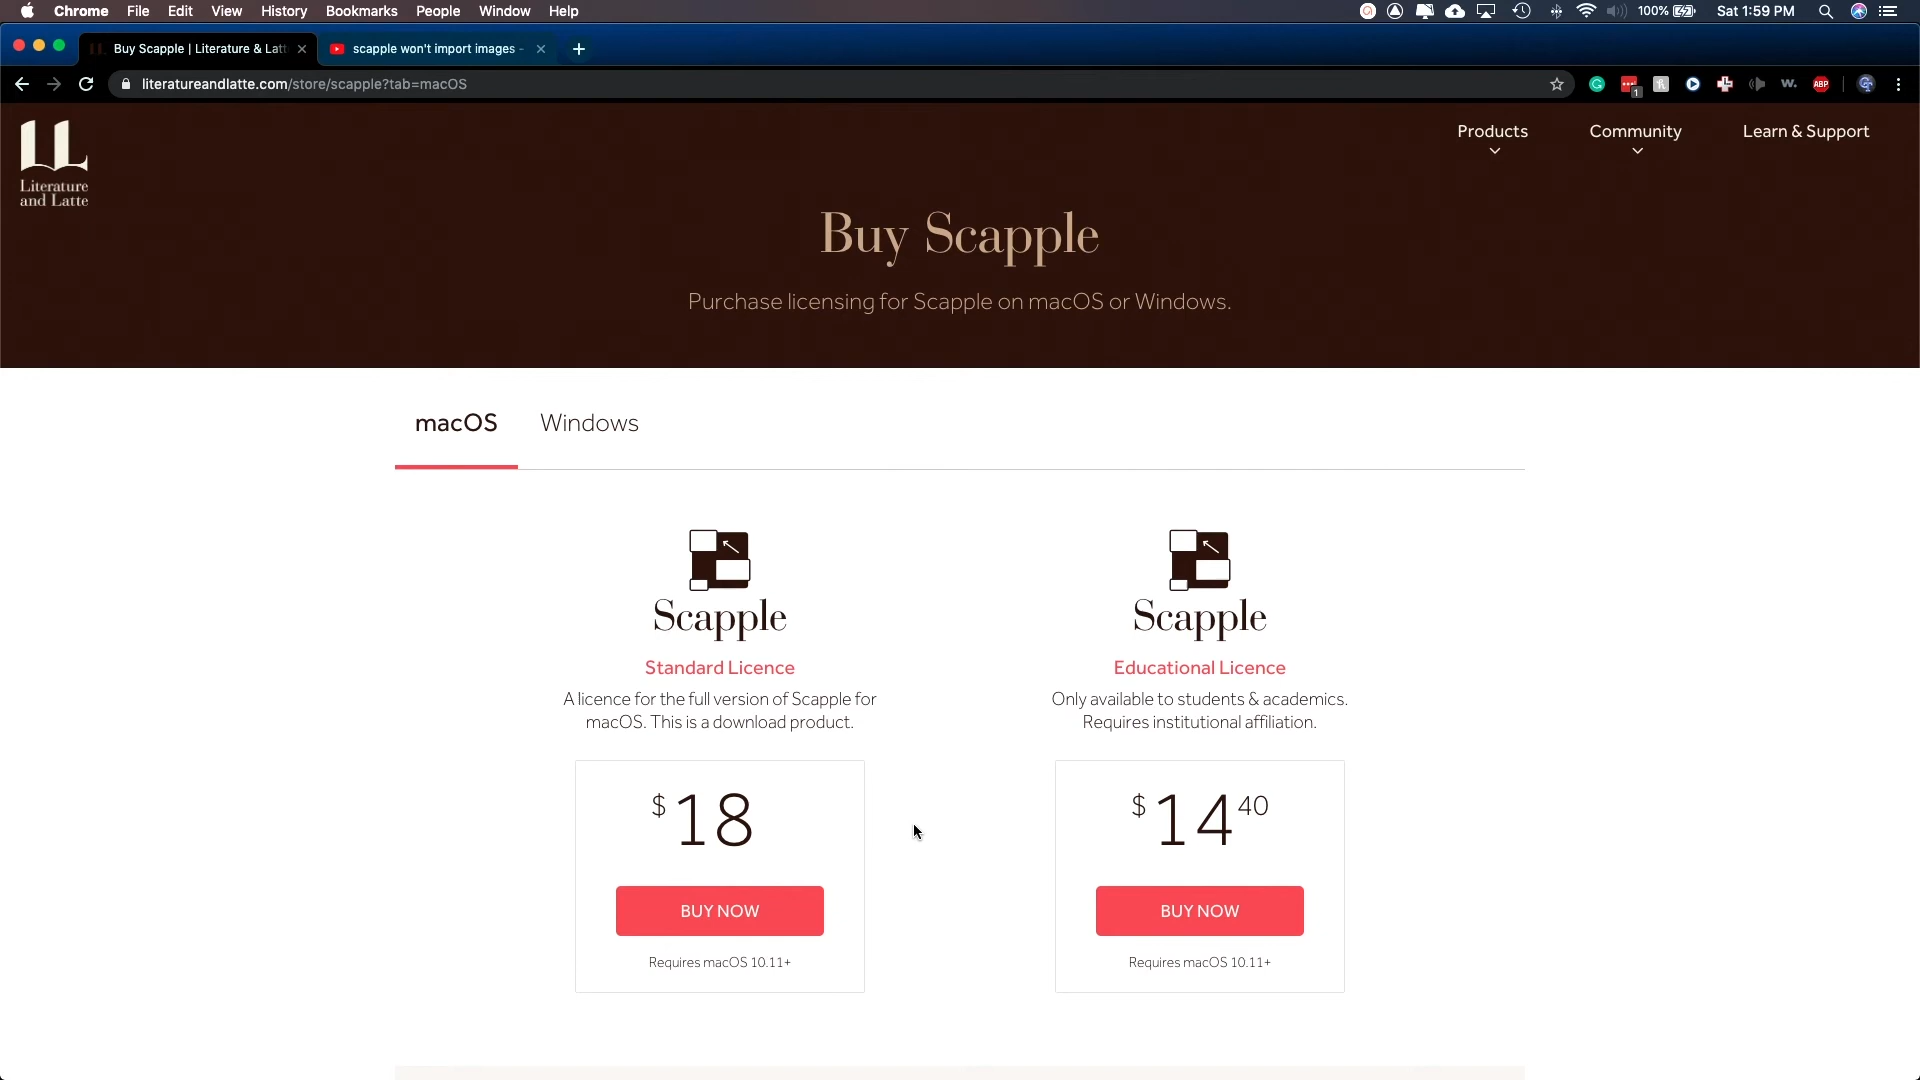 Chrome File Edit View History Bookmarks People Window Help
100% Sat 1:59 PM
Buy Scapple | Literature & Latt
scapple won't import images -
literatureandlatte.com/store/scapple?tab=macOS
1
W.
ABP
LL
Literature
and Latte
Products
Community
Learn & Support
Buy Scapple
Purchase licensing for Scapple on macOS or Windows.
macOS
Windows
Scapple
Standard Licence
A licence for the full version of Scapple for
macOS. This is a download product.
$18
BUY NOW
Requires macOS 10.11+
Scapple
Educational Licence
Only available to students & academics.
Requires institutional affiliation.
$14 40
BUY NOW
Requires macOS 10.11+